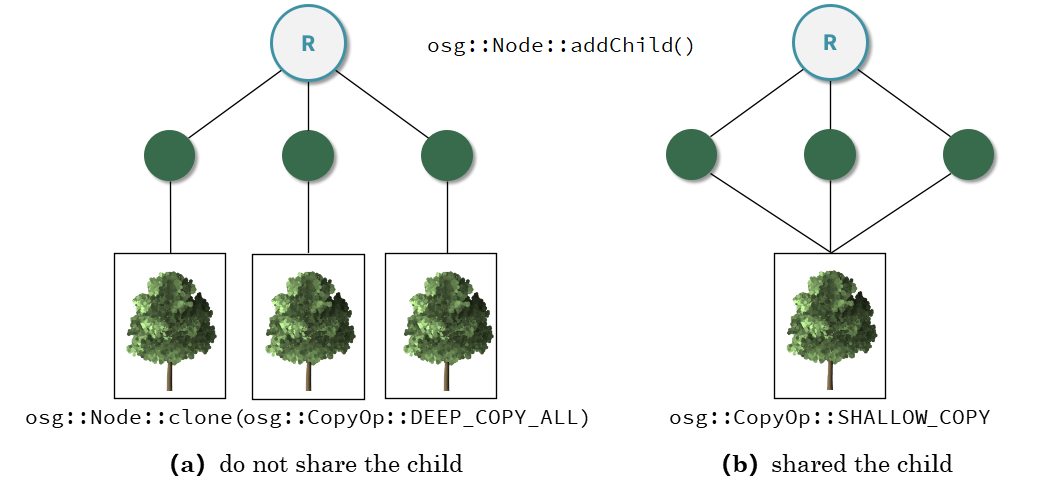 R
osg::Node::addChild()
R
osg::Node::clone(osg::CopyOp::DEEP_COPY_ALL)
osg::CopyOp::SHALLOW_COPY
(a) do not share the child
(b) shared the child